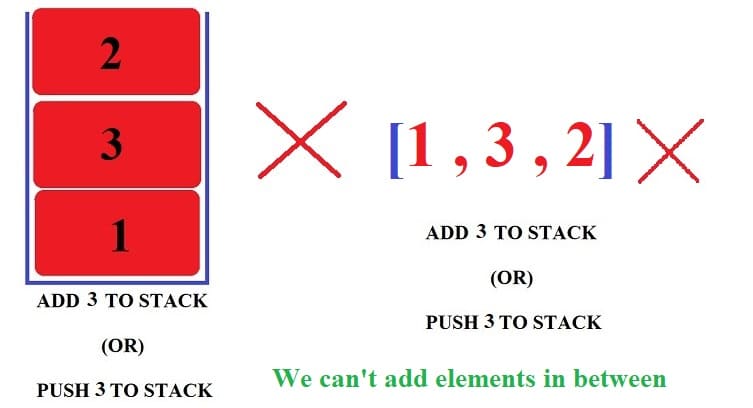 2
3
1
[1 , 3 , 2]
ADD 3 TO STACK
(OR)
PUSH 3 TO STACK
ADD 3 TO STACK
(OR)
PUSH 3 TO STACK
We can't add elements in between